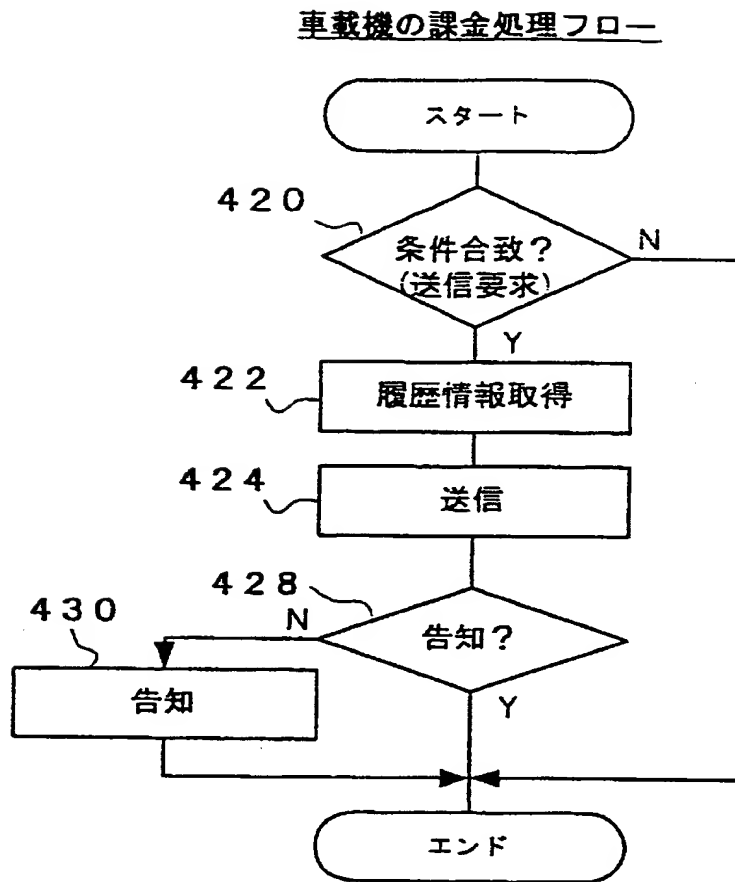 車載機の課金処理フロー
スタート
420
条件合致?
(送信要求)
N
Y
422
履歴情報取得
424
送信
428
告知?
N
430
告知
Y
エンド